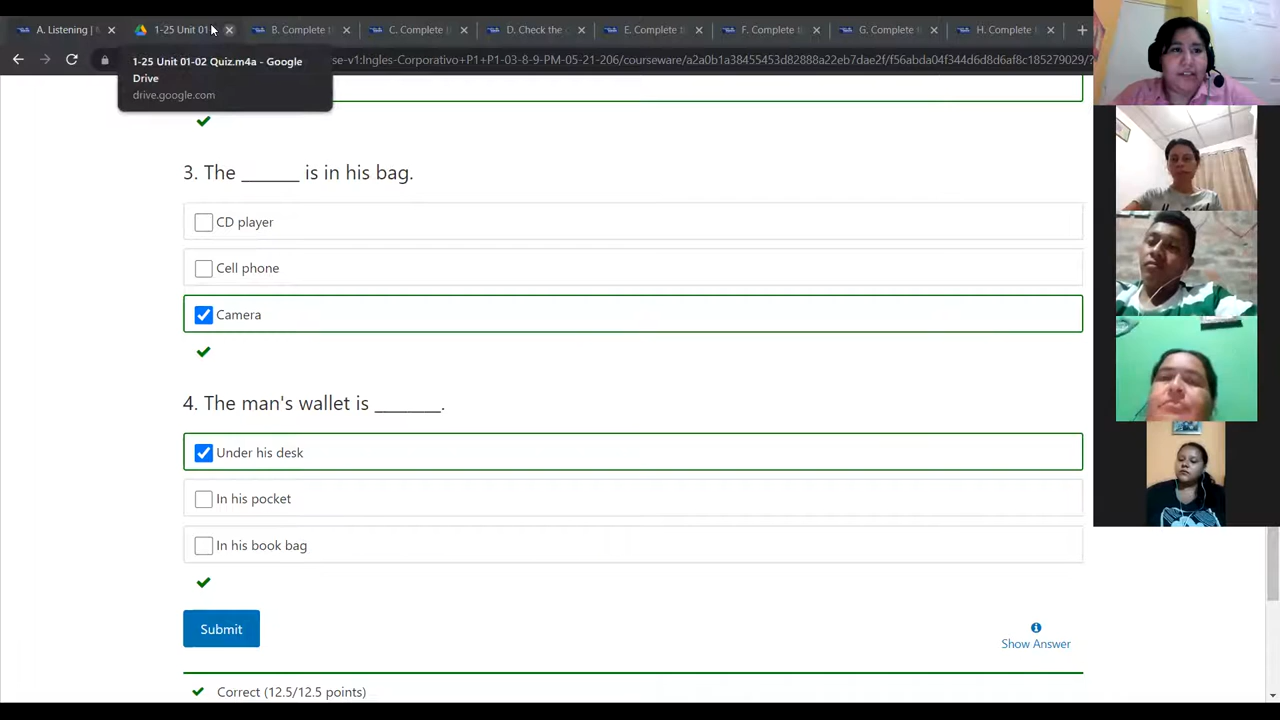 A. Listening |
1-25 Unit 01-
B. Complete t
C. Complete
D. Check the
E. Complete t
F. Complete
G. Complete t
H. Complete t
1-25 Unit 01-02 Quiz.m4a - Google
Drive
drive.google.com
se-v1:Ingles-Corporativo+P1+P1-03-8-9-PM-05-21-206/courseware/a2a0b1a38455453d82888a22eb7dae2f/f56abda04f344d6d8d6af8c185279029/?
3. The _______ is in his bag.
CD player
Cell phone
Camera
4. The man's wallet is ________.
Under his desk
In his pocket
In his book bag
Submit
Show Answer
Correct (12.5/12.5 points)